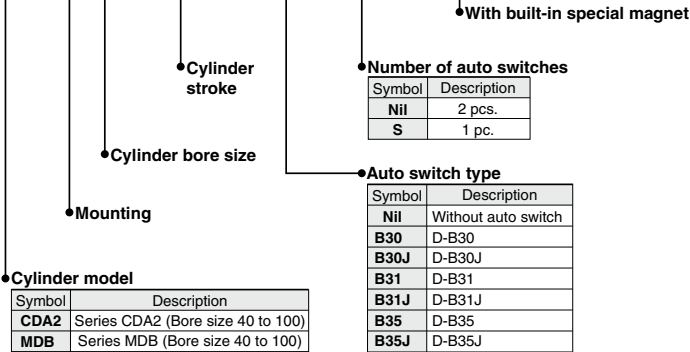 With built-in special magnet
Cylinder
stroke
Number of auto switches
Symbol Description
Nil 2 pcs.
S 1 pc.
Cylinder bore size
Auto switch type
Symbol Description
Nil Without auto switch
B30 D-B30
B30J D-B30J
B31 D-B31
B31J D-B31J
B35 D-B35
B35J D-B35J
Mounting
Cylinder model
Symbol Description
CDA2 Series CDA2 (Bore size 40 to 100)
MDB Series MDB (Bore size 40 to 100)